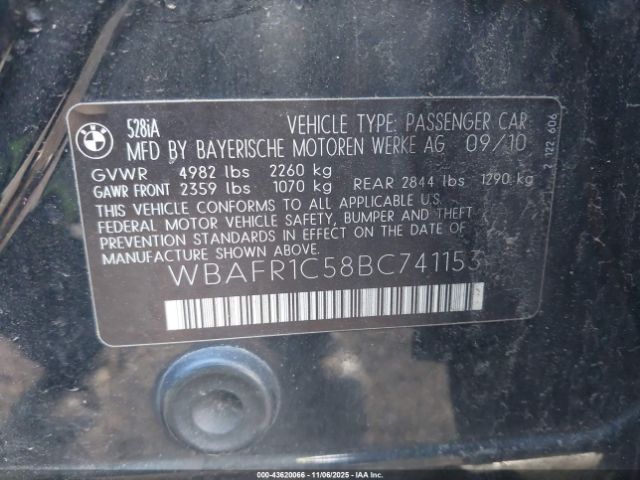 BMW
528iA VEHICLE TYPE: PASSENGER CAR
MFD BY BAYERISCHE MOTOREN WERKE AG 09/10
GVWR 4982 lbs 2260 kg
GAWR FRONT 2359 lbs 1070 kg REAR 2844 lbs 1290 kg
THIS VEHICLE CONFORMS TO ALL APPLICABLE U.S.
FEDERAL MOTOR VEHICLE SAFETY, BUMPER AND THEFT
PREVENTION STANDARDS IN EFFECT ON THE DATE OF
MANUFACTURE SHOWN ABOVE.
WBAFR1C58BC741153
122 606
000-43620066 - 11/06/2025 - IAA Inc.